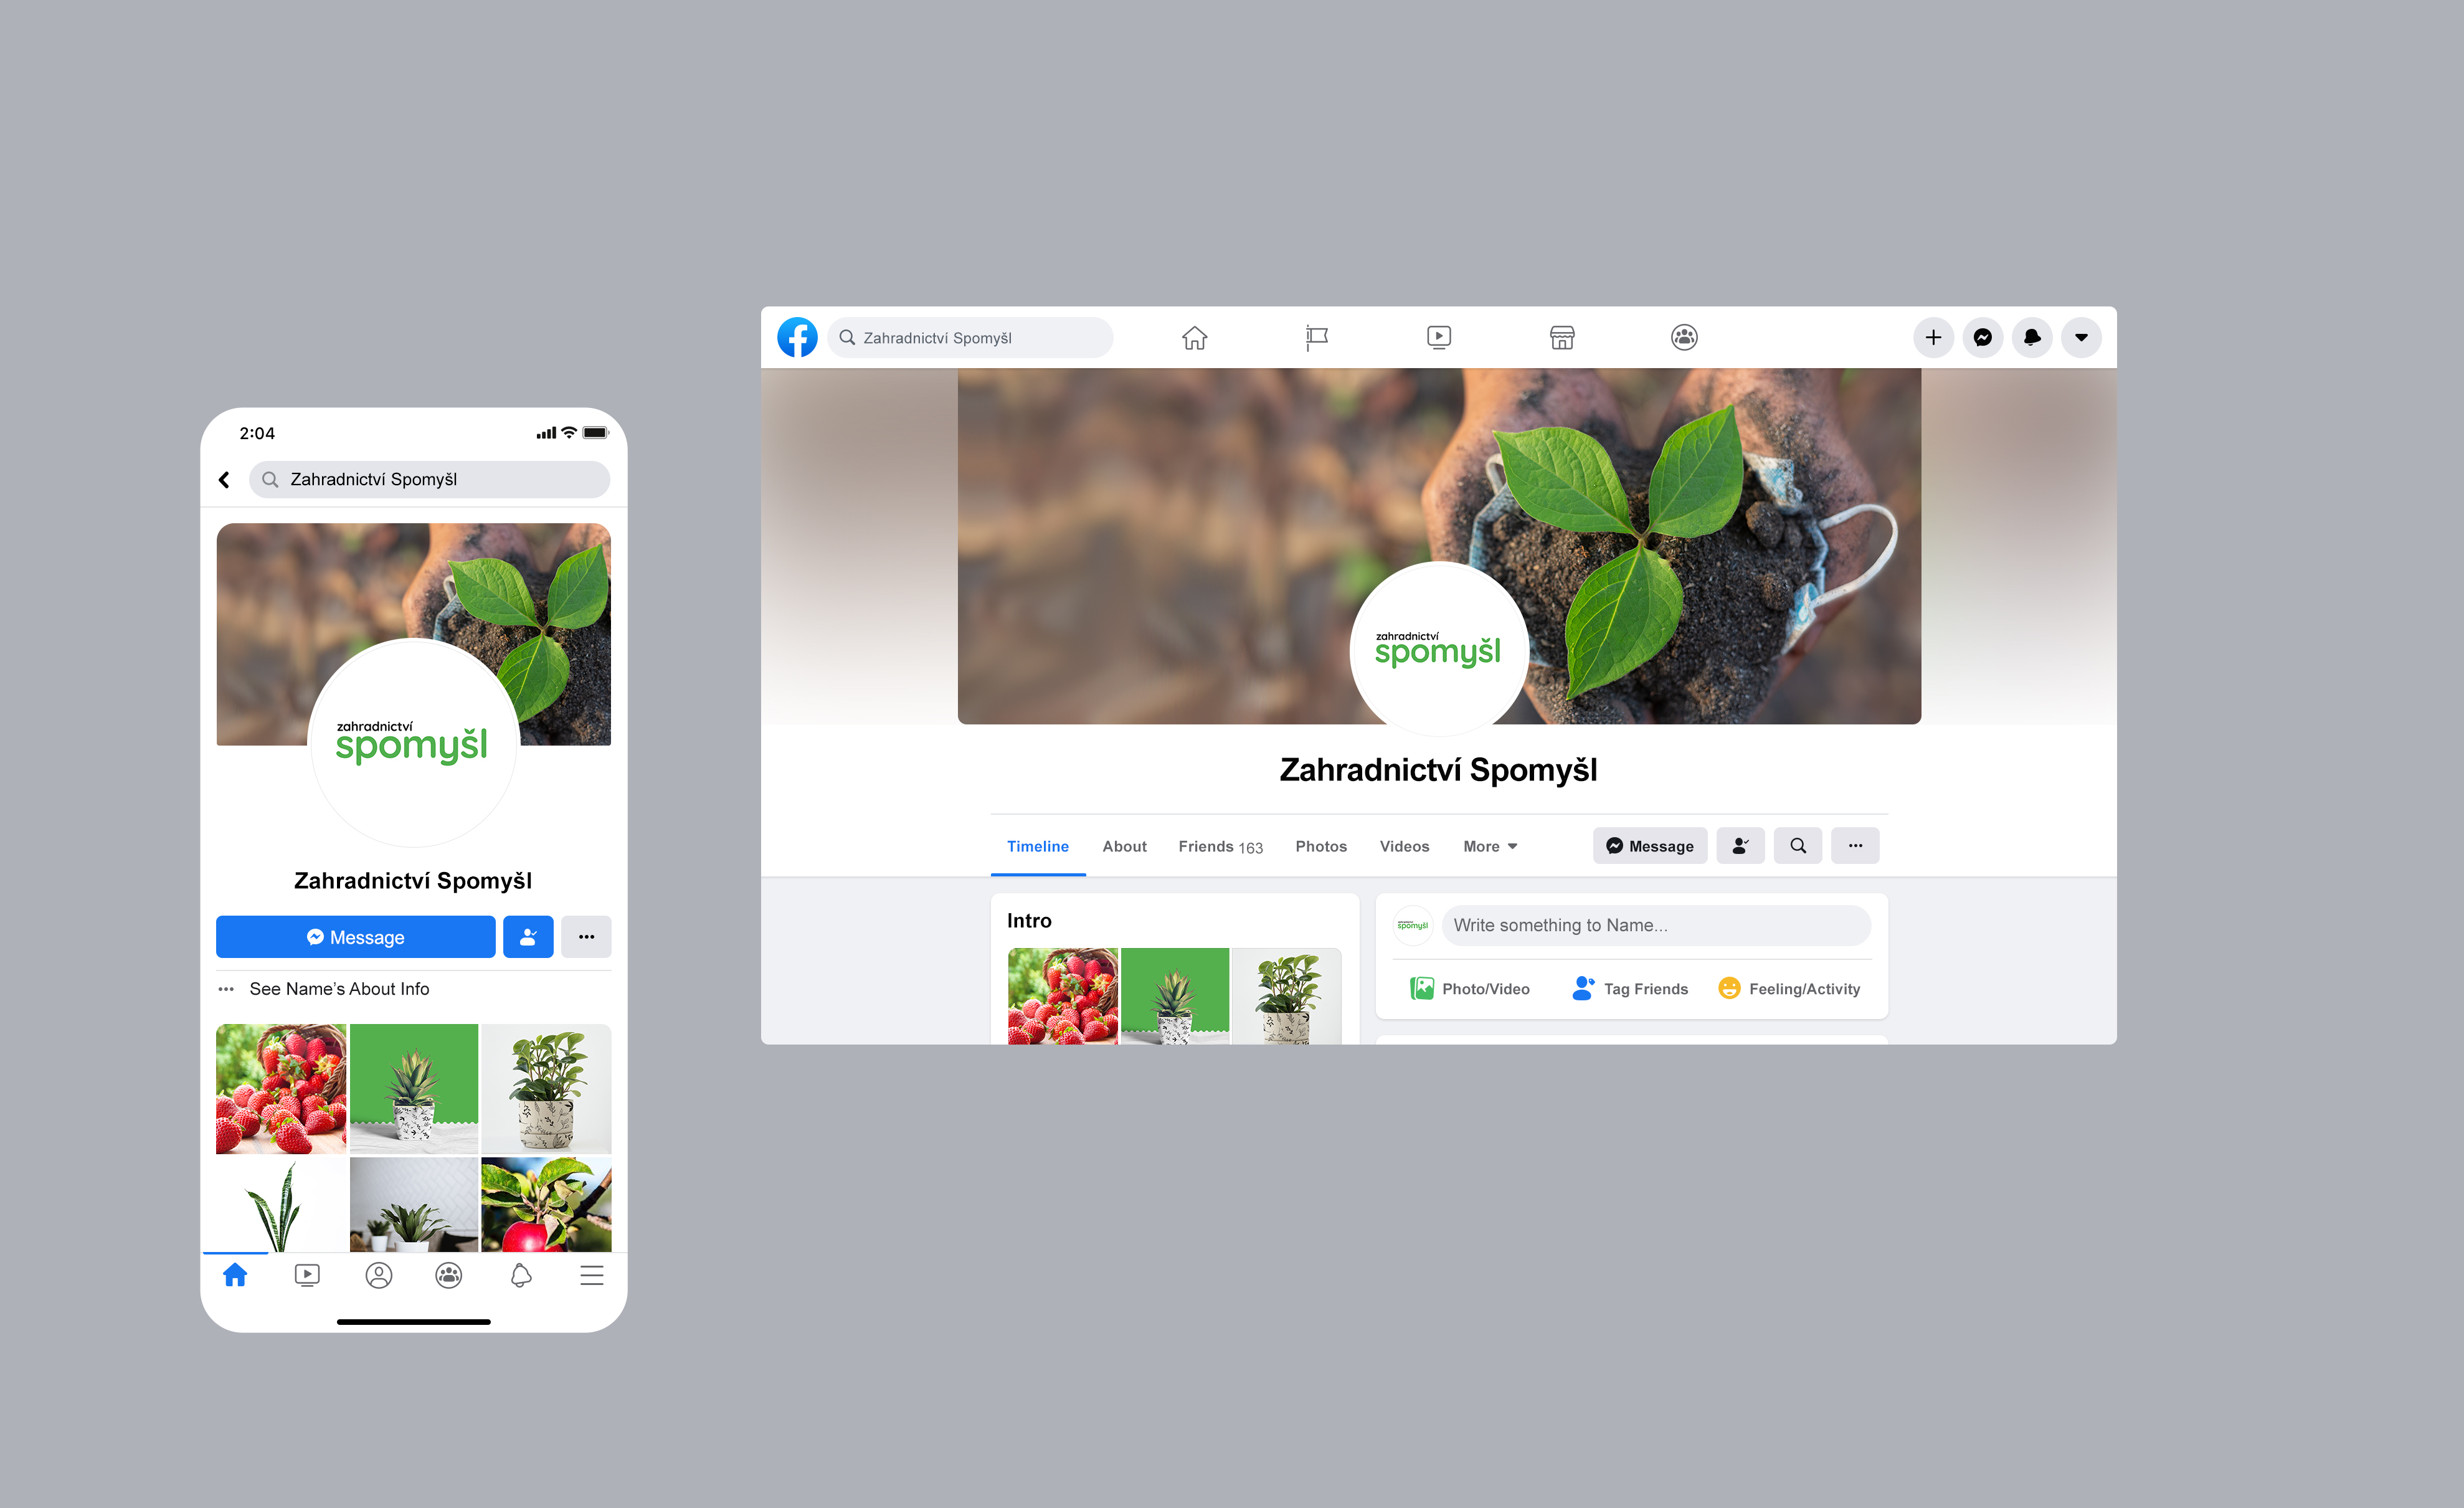 2:04
Zahradnictví Spomyšl
zahradnictví
spomyšl
Zahradnictví Spomyšl
Message
See Name's About Info
Zahradnictví Spomyšl
zahradnictví
spomyšl
Zahradnictví Spomyšl
Timeline About Friends 163 Photos Videos More Message
Intro
spomyšl Write something to Name...
Photo/Video Tag Friends Feeling/Activity